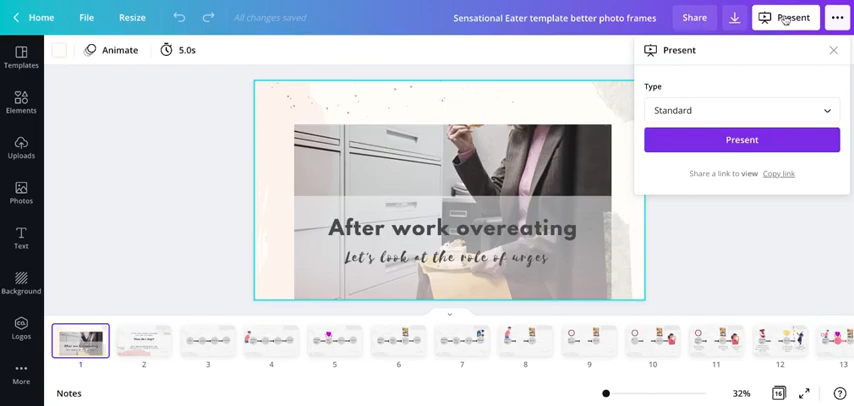 Home
File
Resize
All changes saved
Sensational Eater template better photo frames
Share
Present
Animate
5.0s
Present
Type
Standard
Present
Share a link to view Copy link
Templates
Elements
Uploads
Photos
Text
Background
CO.
Logos
More
After work overeating
Let's look at the role of urges
1
2
3
4
5
6
7
8
9
10
11
12
13
Notes
32%
16
?